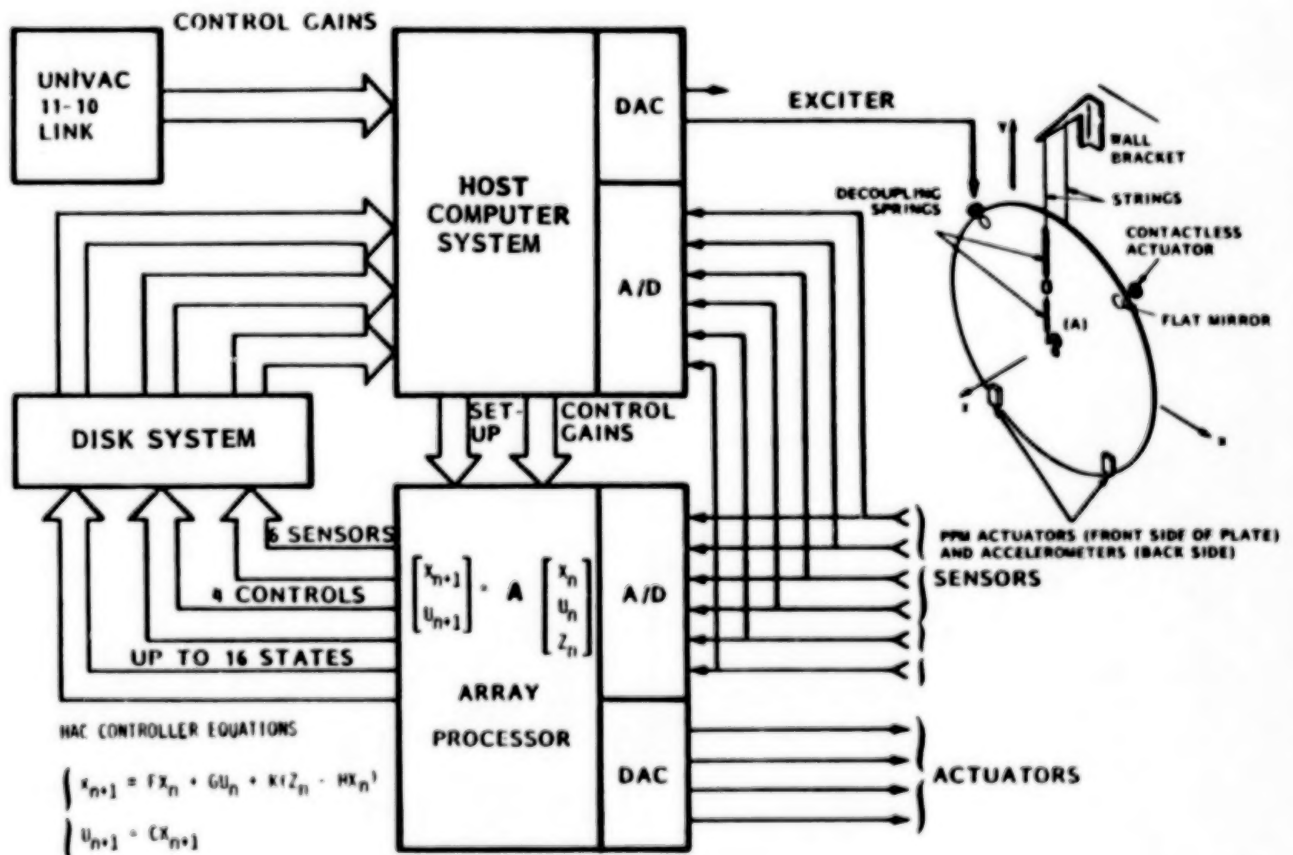 CONTROL GAINS
UNIVAC
11-10
LINK
HOST
COMPUTER
SYSTEM
DAC
A/D
EXCITER
Y
WALL
BRACKET
DECOUPLING
SPRINGS
STRINGS
CONTACTLESS
ACTUATOR
(A)
FLAT MIRROR
DISK SYSTEM
SET-
UP
CONTROL
GAINS
PPM ACTUATORS (FRONT SIDE OF PLATE)
AND ACCELEROMETERS (BACK SIDE)
SENSORS
6 SENSORS
4 CONTROLS
UP TO 16 STATES
[X_{n+1} U_{n+1}] = A [X_n U_n Z_n]
A/D
ARRAY
PROCESSOR
DAC
ACTUATORS
HAC CONTROLLER EQUATIONS
X_{n+1} = FX_n + GU_n + K(Z_n - HX_n)
U_{n+1} = CX_{n+1}